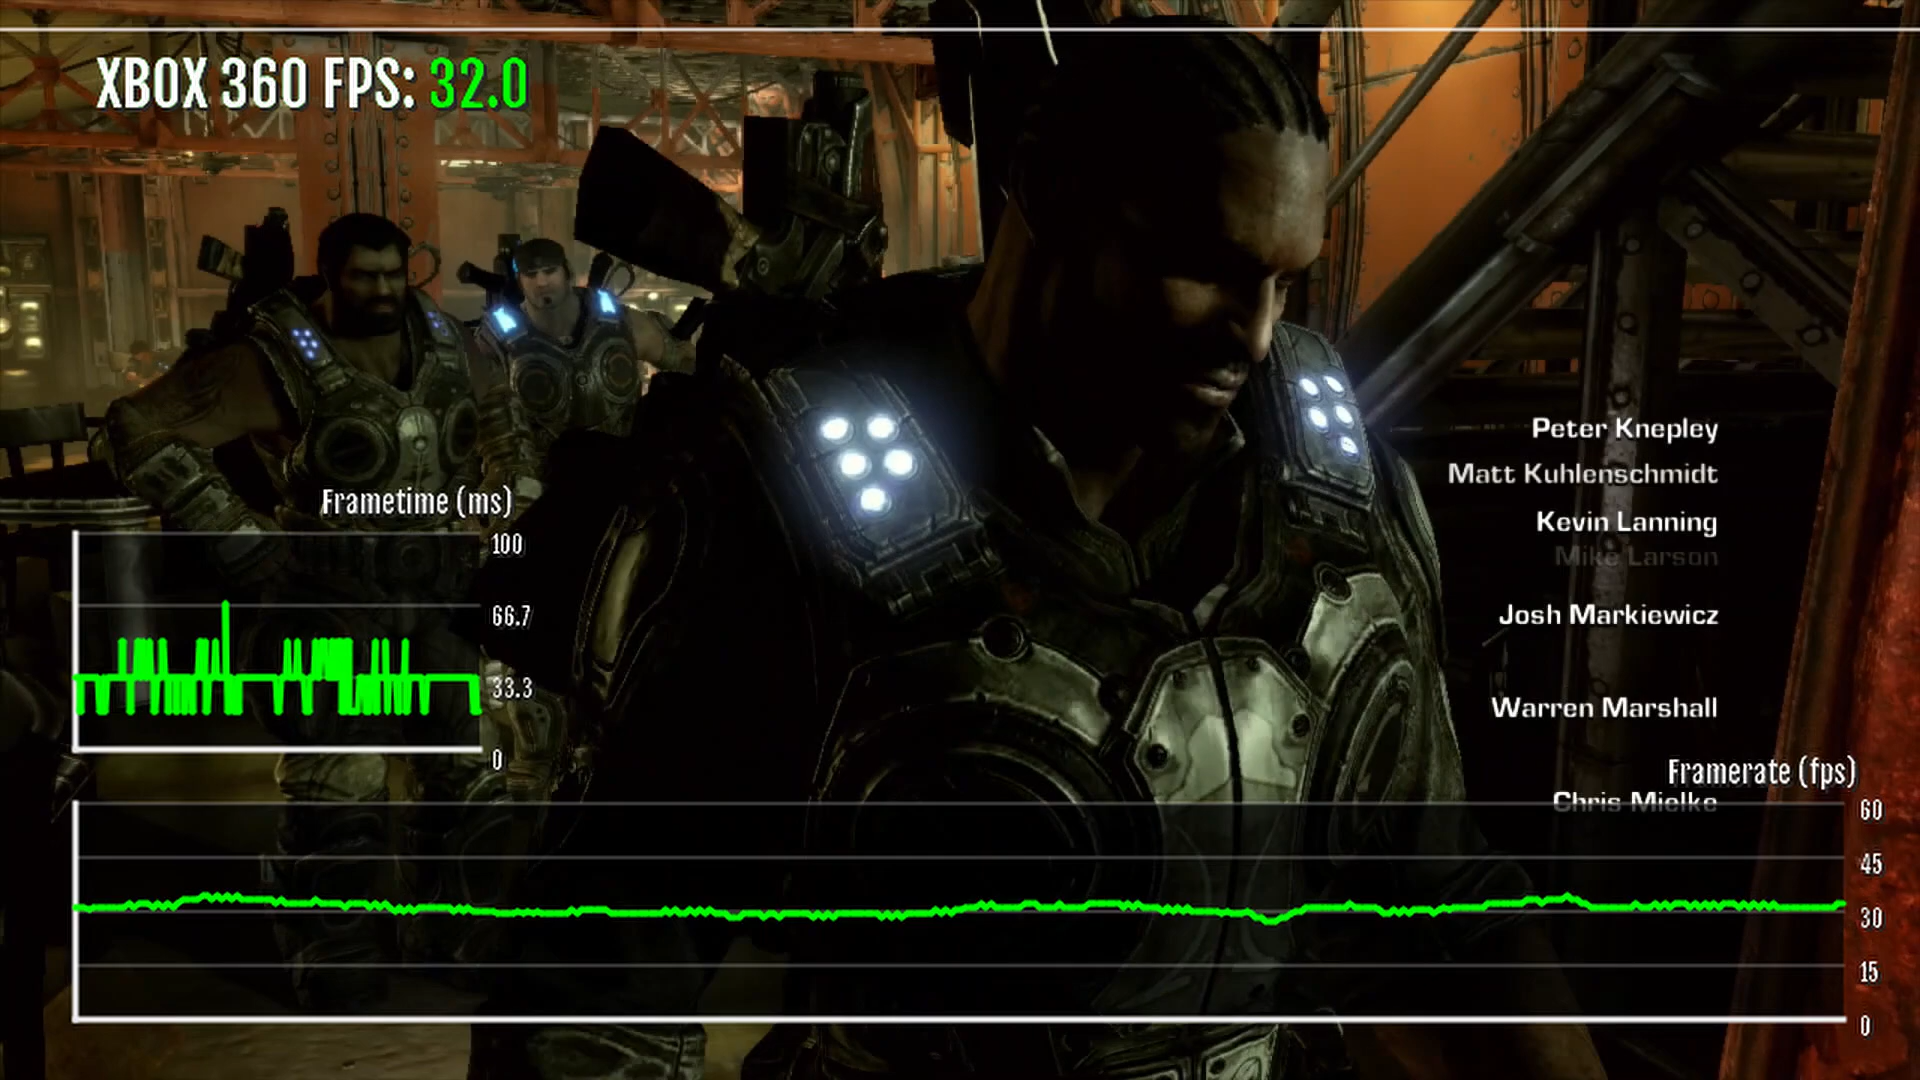 XBOX 360 FPS: 32.0
Peter Knepley
Matt Kuhlenschmidt
Kevin Lanning
Mike Larson
Josh Markiewicz
Warren Marshall
Chris Mielke
Frametime (ms)
100
66.7
33.3
0
Framerate (fps)
60
45
30
15
0